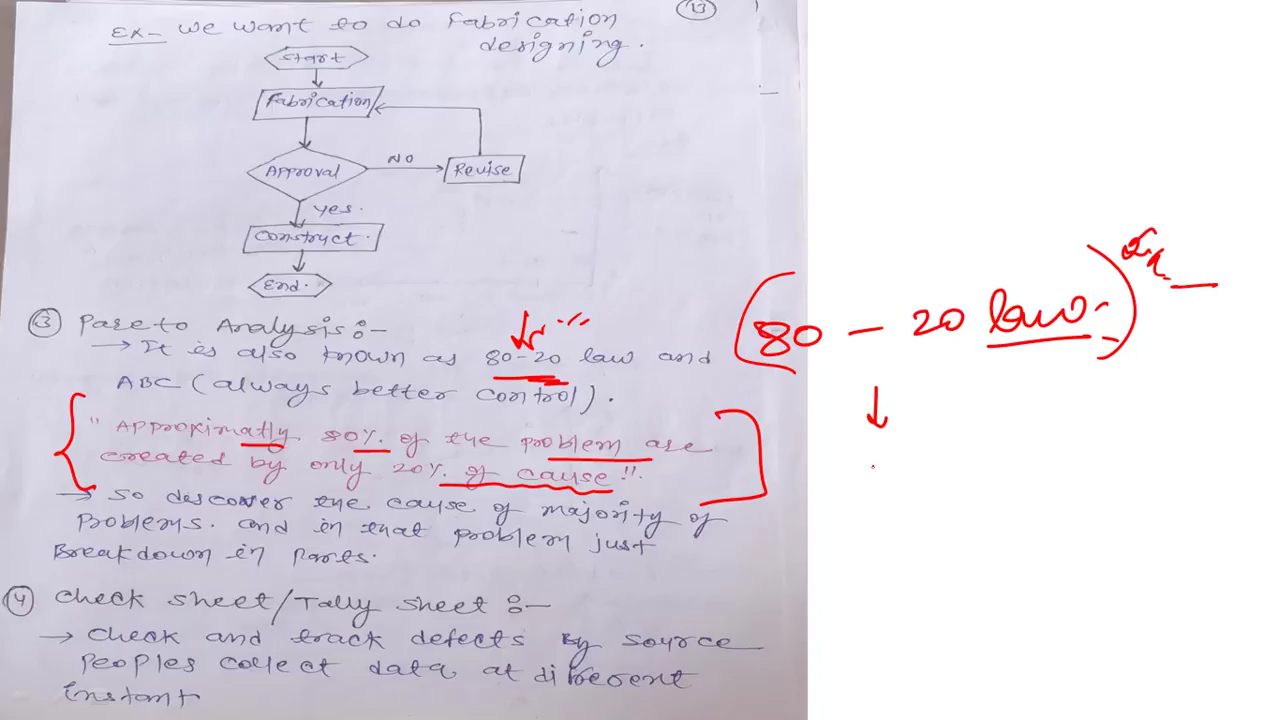 13
Ex- we want to do Fabrication
designing.
Start
Fabrication
Approval
NO
Revise
yes.
Construct.
End.
③ Pareto Analysis :-
→ It is also known as 80-20 law and
ABC (always better control).
"Approximatly 80% of the problem are
created by only 20% of cause".
→ So discover the cause of majority of
Problems. and in that problem just
Breakdown in Parts.
④ Check sheet/Tally sheet :-
→ Check and track defects by source
Peoples collect data at different
instant
80 - 20 law